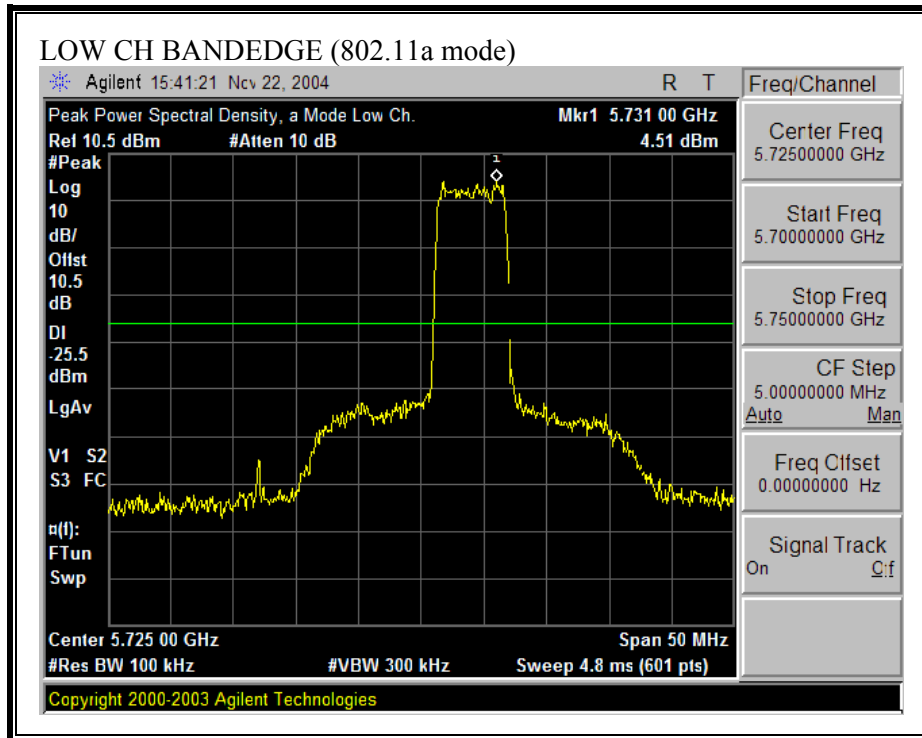 LOW CH BANDEDGE (802.11a mode)
Agilent 15:41:21 Nov 22, 2004 R T
Peak Power Spectral Density, a Mode Low Ch. Mkr1 5.731 00 GHz
Ref 10.5 dBm #Atten 10 dB 4.51 dBm
#Peak
Log
10
dB/
Offst
10.5
dB
DI
-25.5
dBm
LgAv
V1 S2
S3 FC
¤(f):
FTun
Swp
1
Center 5.725 00 GHz Span 50 MHz
#Res BW 100 kHz #VBW 300 kHz Sweep 4.8 ms (601 pts)
Copyright 2000-2003 Agilent Technologies
Freq/Channel
Center Freq
5.72500000 GHz
Start Freq
5.70000000 GHz
Stop Freq
5.75000000 GHz
CF Step
5.00000000 MHz
Auto Man
Freq Offset
0.00000000 Hz
Signal Track
On Off